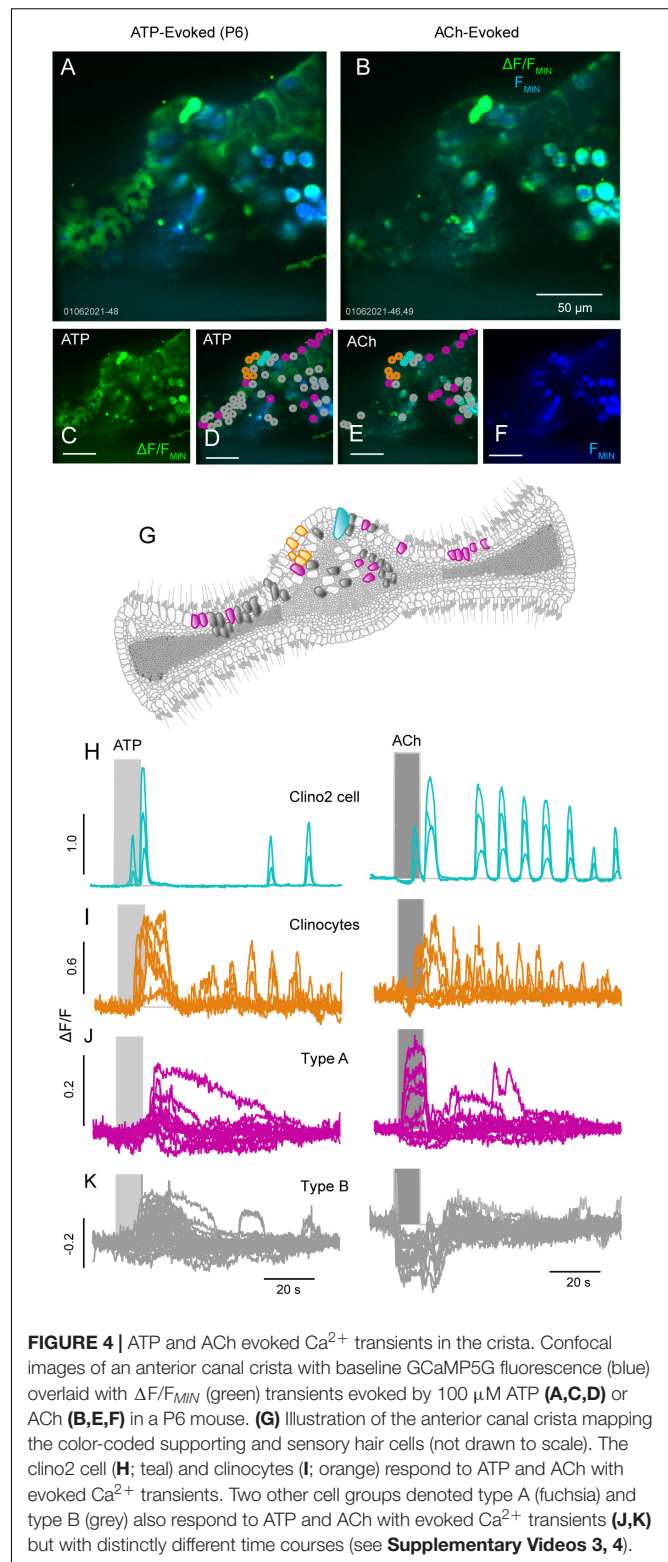 ATP-Evoked (P6)
ACh-Evoked
A
B
ΔF/F_MIN
F_MIN
01062021-48
01062021-46,49
50 μm
ATP
ATP
ACh
C
ΔF/F_MIN
D
E
F
F_MIN
G
H
ATP
ACh
Clino2 cell
1.0
I
Clinocytes
0.6
ΔF/F
J
Type A
0.2
K
Type B
-0.2
20 s
20 s
FIGURE 4 | ATP and ACh evoked Ca²⁺ transients in the crista. Confocal
images of an anterior canal crista with baseline GCaMP5G fluorescence (blue)
overlaid with ΔF/F_MIN (green) transients evoked by 100 μM ATP (A,C,D) or
ACh (B,E,F) in a P6 mouse. (G) Illustration of the anterior canal crista mapping
the color-coded supporting and sensory hair cells (not drawn to scale). The
clino2 cell (H; teal) and clinocytes (I; orange) respond to ATP and ACh with
evoked Ca²⁺ transients. Two other cell groups denoted type A (fuchsia) and
type B (grey) also respond to ATP and ACh with evoked Ca²⁺ transients (J,K)
but with distinctly different time courses (see Supplementary Videos 3, 4).